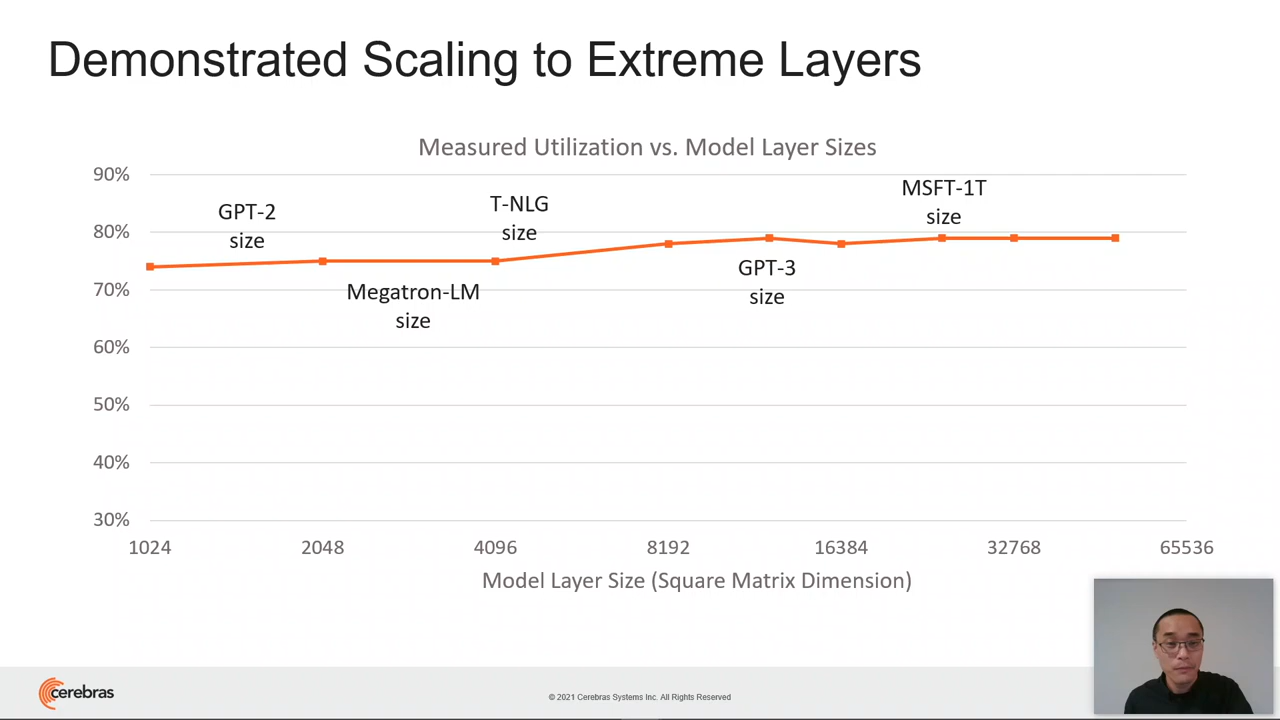 Demonstrated Scaling to Extreme Layers
Measured Utilization vs. Model Layer Sizes
90%
80%
70%
60%
50%
40%
30%
GPT-2
size
Megatron-LM
size
T-NLG
size
GPT-3
size
MSFT-1T
size
1024 2048 4096 8192 16384 32768 65536
Model Layer Size (Square Matrix Dimension)
cerebras
© 2021 Cerebras Systems Inc. All Rights Reserved